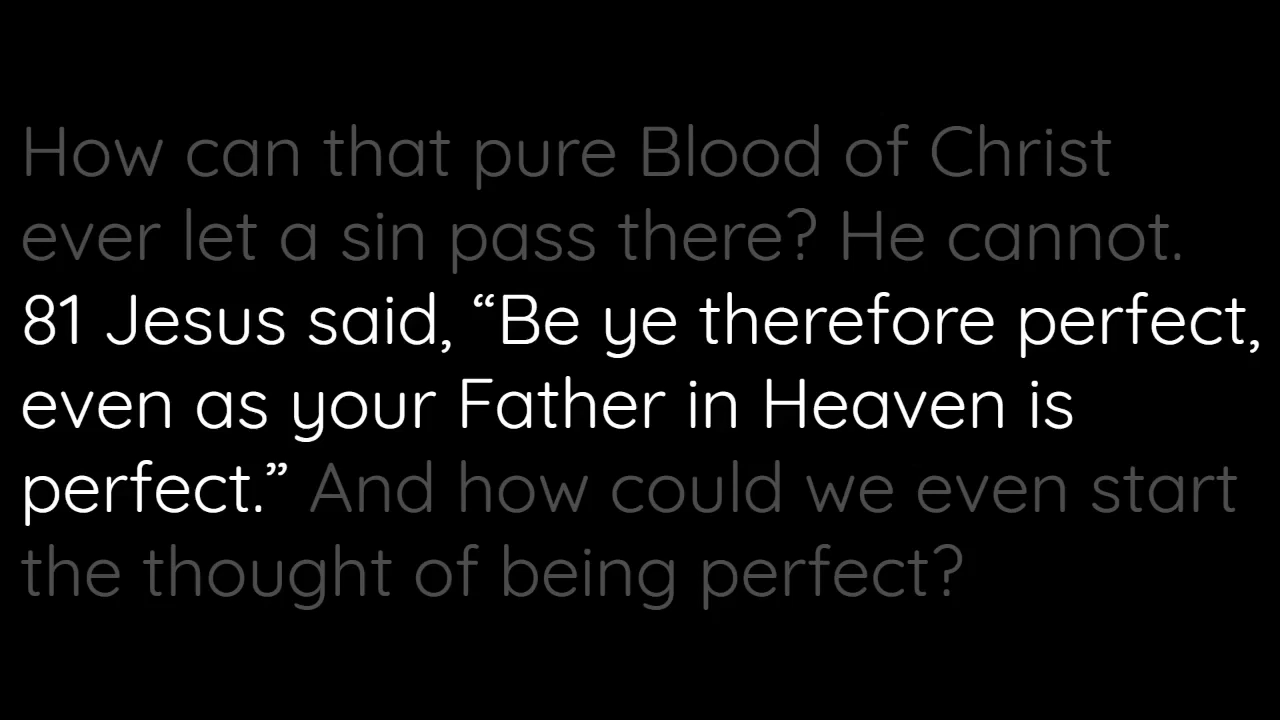 How can that pure Blood of Christ
ever let a sin pass there? He cannot.
81 Jesus said, “Be ye therefore perfect,
even as your Father in Heaven is
perfect.” And how could we even start
the thought of being perfect?